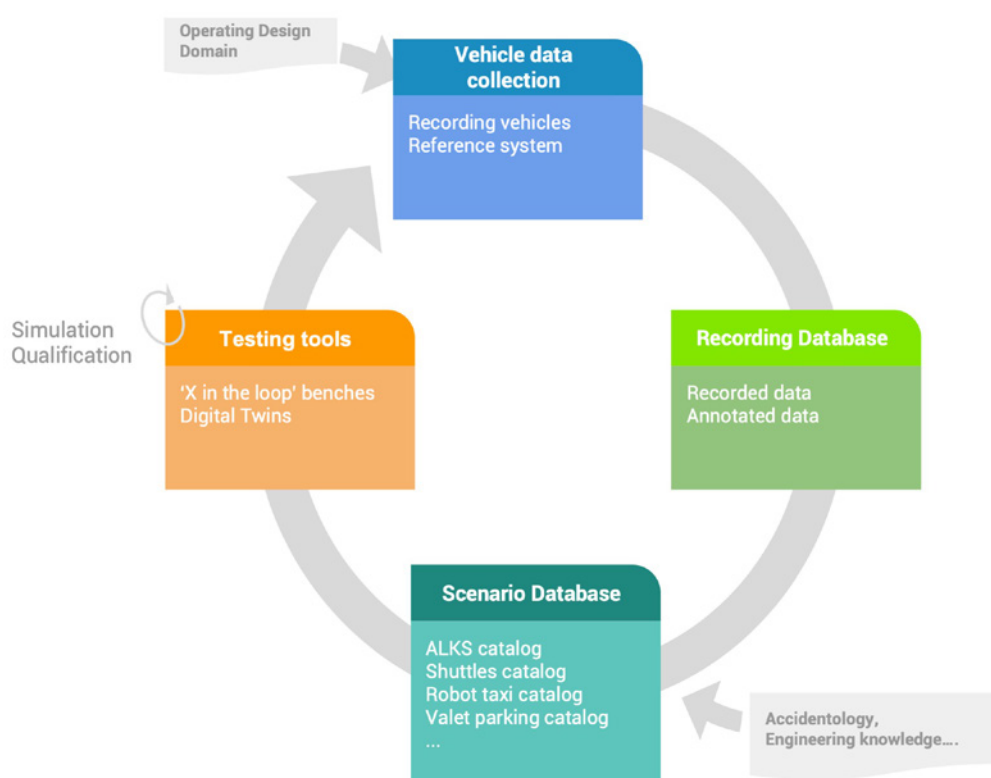 Operating Design
Domain
Vehicle data
collection
Recording vehicles
Reference system
Simulation
Qualification
Testing tools
'X in the loop' benches
Digital Twins
Recording Database
Recorded data
Annotated data
Scenario Database
ALKS catalog
Shuttles catalog
Robot taxi catalog
Valet parking catalog
...
Accidentology,
Engineering knowledge....